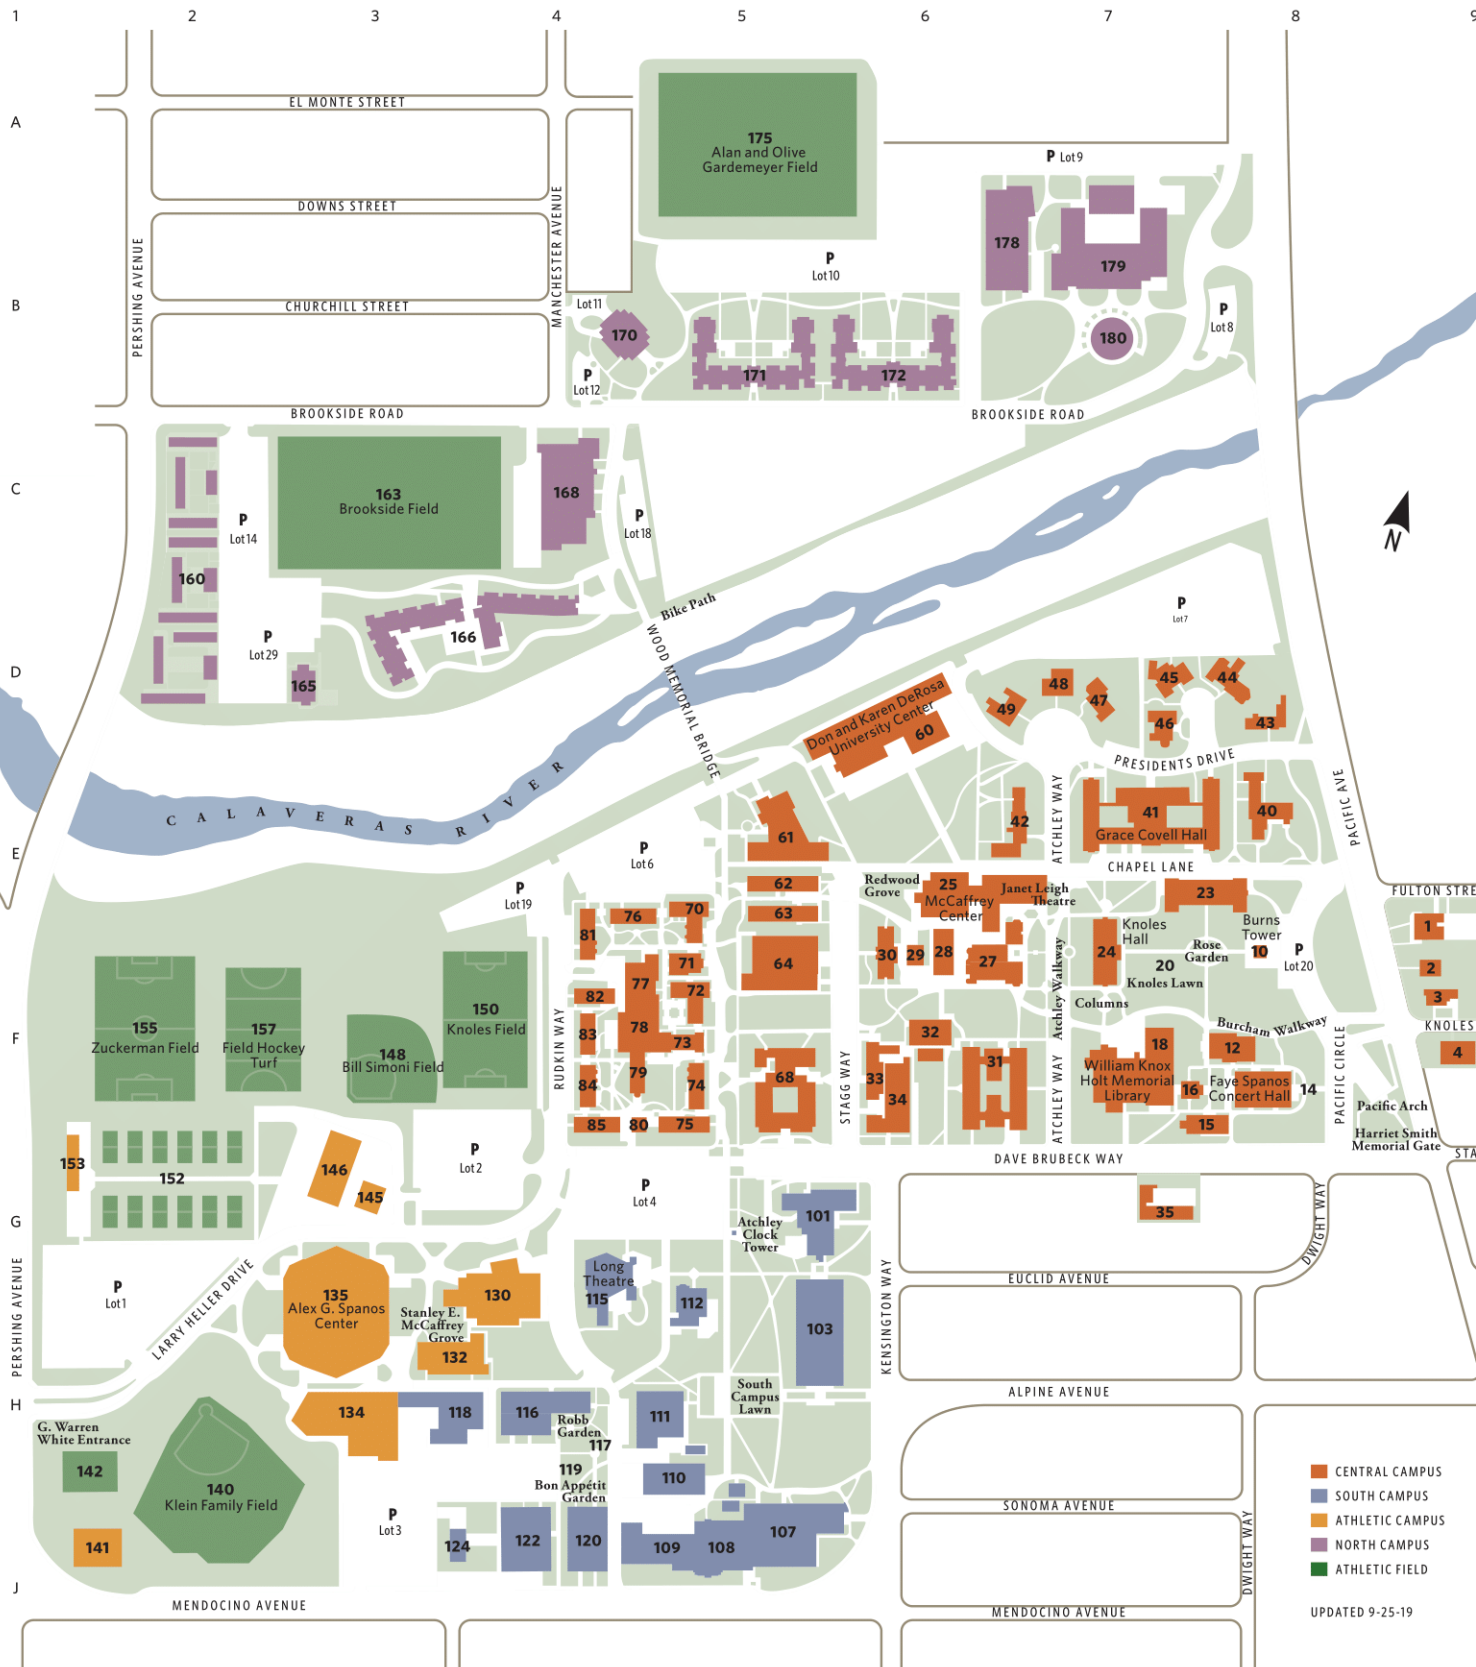 1 2 3 4 5 6 7 8 9
EL MONTE STREET
A
175
Alan and Olive
Gardemeyer Field
P Lot 9
DOWNS STREET
MANCHESTER AVENUE
PERSHING AVENUE
178
179
P
Lot 10
B
CHURCHILL STREET
Lot 11
170
P
Lot 8
180
P
Lot 12
171
172
BROOKSIDE ROAD
BROOKSIDE ROAD
C
163
Brookside Field
168
P
Lot 14
P
Lot 18
N
160
Bike Path
P
Lot 7
166
P
Lot 29
WOOD MEMORIAL BRIDGE
D
165
Don and Karen DeRosa
University Center
60
49
48
47
45
44
46
43
PRESIDENTS DRIVE
CALAVERAS RIVER
ATCHLEY WAY
PACIFIC AVE
61
42
41
Grace Covell Hall
40
E
P
Lot 6
CHAPEL LANE
P
Lot 19
62
63
Redwood
Grove
25
McCaffrey
Center
Janet Leigh
Theatre
23
FULTON STRE
76
70
81
Knoles
Hall
Burns
Tower
10
1
71
64
30
29
28
27
24
Rose
Garden
P
Lot 20
20
Knoles Lawn
2
77
72
82
Atchley Walkway
Columns
3
150
Knoles Field
155
Zuckerman Field
157
Field Hockey
Turf
148
Bill Simoni Field
F
RUDKIN WAY
83
78
73
32
Burcham Walkway
KNOLES
18
12
4
84
79
74
68
STAGG WAY
33
34
31
ATCHLEY WAY
William Knox
Holt Memorial
Library
16
Faye Spanos
Concert Hall
14
PACIFIC CIRCLE
Pacific Arch
85
80
75
15
Harriet Smith
Memorial Gate
153
152
146
145
P
Lot 2
DAVE BRUBECK WAY
STA
P
Lot 4
35
DWIGHT WAY
G
Atchley
Clock
Tower
101
PERSHING AVENUE
LARRY HELLER DRIVE
EUCLID AVENUE
P
Lot 1
135
Alex G. Spanos
Center
130
Long
Theatre
115
112
103
KENSINGTON WAY
Stanley E.
McCaffrey
Grove
132
ALPINE AVENUE
South
Campus
Lawn
H
134
118
116
Robb
Garden
117
111
G. Warren
White Entrance
142
119
Bon Appétit
Garden
110
CENTRAL CAMPUS
140
Klein Family Field
SOUTH CAMPUS
SONOMA AVENUE
P
Lot 3
107
ATHLETIC CAMPUS
141
124
122
120
109
108
NORTH CAMPUS
DWIGHT WAY
ATHLETIC FIELD
J
MENDOCINO AVENUE
MENDOCINO AVENUE
UPDATED 9-25-19